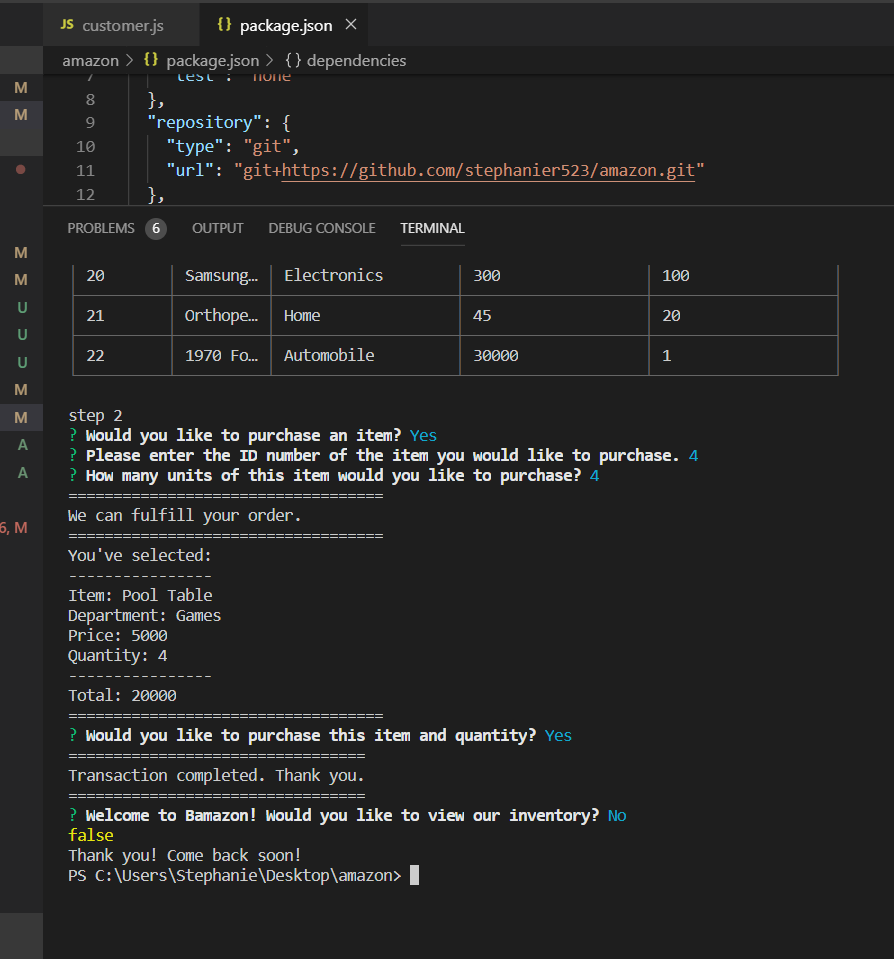 JS customer.js {} package.json ×
amazon > {} package.json > {} dependencies
7 "test": "none"
8 },
9 "repository": {
10 "type": "git",
11 "url": "git+https://github.com/stephanier523/amazon.git"
12 },
M
M
M
M
U
U
U
M
M
A
A
6, M
PROBLEMS 6 OUTPUT DEBUG CONSOLE TERMINAL
20 Samsung… Electronics 300 100
21 Orthope… Home 45 20
22 1970 Fo… Automobile 30000 1
step 2
? Would you like to purchase an item? Yes
? Please enter the ID number of the item you would like to purchase. 4
? How many units of this item would you like to purchase? 4
===================================
We can fulfill your order.
===================================
You've selected:
----------------
Item: Pool Table
Department: Games
Price: 5000
Quantity: 4
----------------
Total: 20000
===================================
? Would you like to purchase this item and quantity? Yes
=================================
Transaction completed. Thank you.
=================================
? Welcome to Bamazon! Would you like to view our inventory? No
false
Thank you! Come back soon!
PS C:\Users\Stephanie\Desktop\amazon>